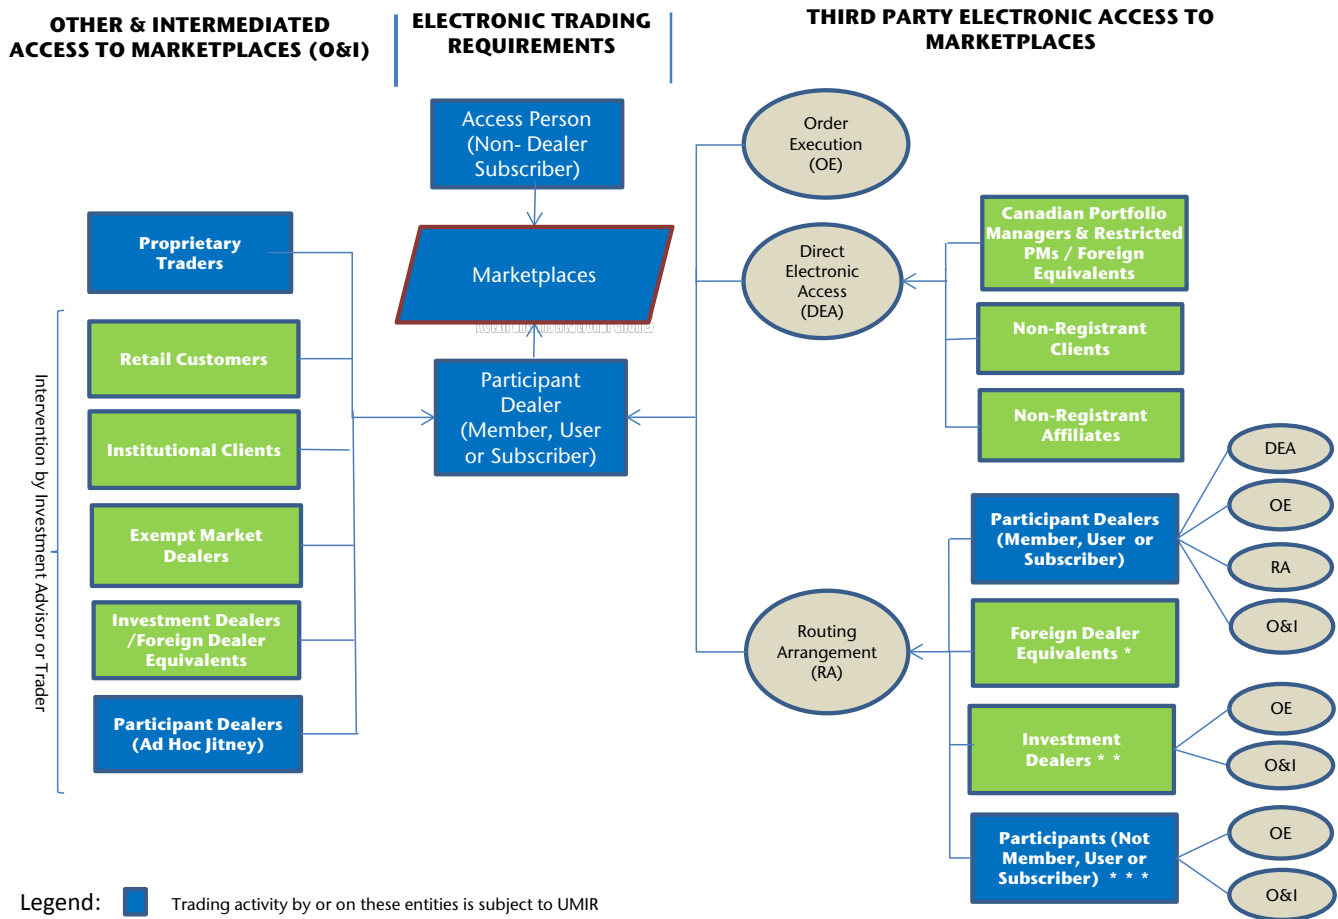 OTHER & INTERMEDIATED
ACCESS TO MARKETPLACES (O&I)
ELECTRONIC TRADING
REQUIREMENTS
THIRD PARTY ELECTRONIC ACCESS TO
MARKETPLACES
Access Person
(Non- Dealer
Subscriber)
Marketplaces
Participant
Dealer
(Member, User
or Subscriber)
Proprietary
Traders
Retail Customers
Institutional Clients
Exempt Market
Dealers
Investment Dealers
/Foreign Dealer
Equivalents
Participant Dealers
(Ad Hoc Jitney)
Intervention by Investment Advisor or Trader
Order
Execution
(OE)
Direct
Electronic
Access
(DEA)
Routing
Arrangement
(RA)
Canadian Portfolio
Managers & Restricted
PMs / Foreign
Equivalents
Non-Registrant
Clients
Non-Registrant
Affiliates
Participant Dealers
(Member, User or
Subscriber)
DEA
OE
RA
O&I
Foreign Dealer
Equivalents *
Investment
Dealers * *
OE
O&I
Participants (Not
Member, User or
Subscriber) * * *
OE
O&I
Legend:
Trading activity by or on these entities is subject to UMIR